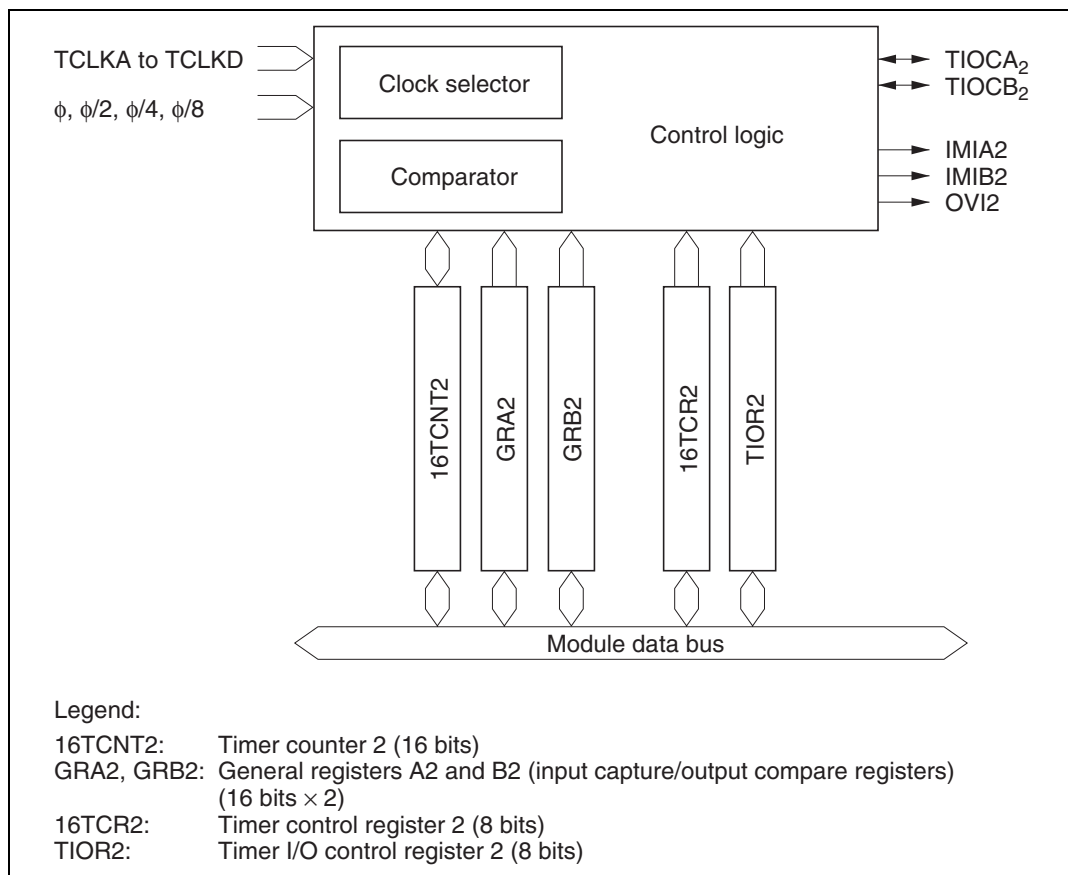 TCLKA to TCLKD
ϕ, ϕ/2, ϕ/4, ϕ/8
Clock selector
Comparator
Control logic
TIOCA₂
TIOCB₂
IMIA2
IMIB2
OVI2
16TCNT2
GRA2
GRB2
16TCR2
TIOR2
Module data bus
Legend:
16TCNT2: Timer counter 2 (16 bits)
GRA2, GRB2: General registers A2 and B2 (input capture/output compare registers)
(16 bits × 2)
16TCR2: Timer control register 2 (8 bits)
TIOR2: Timer I/O control register 2 (8 bits)